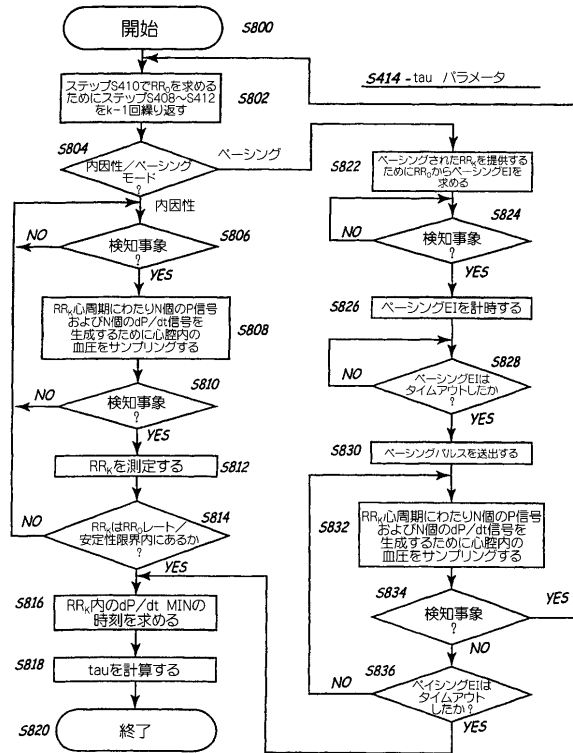 開始
S800
S414 - tau パラメータ
ステップS410でRR₀を求める
ためにステップS408～S412
をk-1回繰り返す
S802
S804
内因性／ペーシング
モード
?
ペーシング
内因性
NO
検知事象
?
S806
YES
RRₖ心周期にわたりN個のP信号
およびN個のdP/dt信号を
生成するために心腔内の
血圧をサンプリングする
S808
NO
検知事象
?
S810
YES
RRₖを測定する
S812
NO
RRₖはRR₀レート／
安定性限界内にあるか
?
S814
YES
S816
RRₖ内のdP/dt MINの
時刻を求める
S818
tauを計算する
S820
終了
S822
ペーシングされたRRₖを提供する
ためにRR₀からペーシングEIを
求める
S824
NO
検知事象
?
YES
S826
ペーシングEIを計時する
S828
NO
ペーシングEIは
タイムアウトしたか
?
YES
S830
ペーシングパルスを送出する
S832
RRₖ心周期にわたりN個のP信号
およびN個のdP/dt信号を
生成するために心腔内の
血圧をサンプリングする
S834
検知事象
?
YES
NO
S836
NO
ペイシングEIは
タイムアウト
したか?
YES